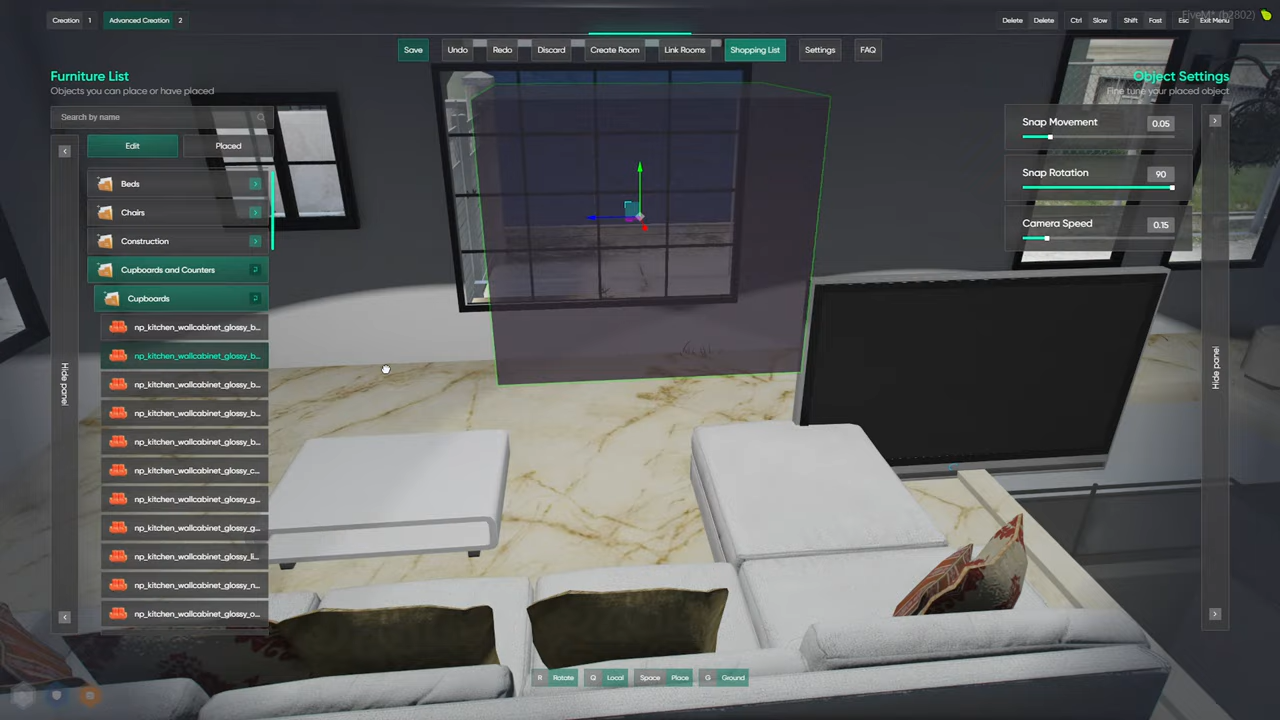 Creation 1 Advanced Creation 2
Delete Delete Ctrl Slow Shift Fast Esc Exit Menu
FiveM* (b2802)
Save Undo Redo Discard Create Room Link Rooms Shopping List Settings FAQ
Furniture List
Objects you can place or have placed
Search by name
Edit Placed
Beds
Chairs
Construction
Cupboards and Counters
Cupboards
np_kitchen_wallcabinet_glossy_b...
np_kitchen_wallcabinet_glossy_b...
np_kitchen_wallcabinet_glossy_b...
np_kitchen_wallcabinet_glossy_b...
np_kitchen_wallcabinet_glossy_b...
np_kitchen_wallcabinet_glossy_c...
np_kitchen_wallcabinet_glossy_g...
np_kitchen_wallcabinet_glossy_g...
np_kitchen_wallcabinet_glossy_li...
np_kitchen_wallcabinet_glossy_n...
np_kitchen_wallcabinet_glossy_o...
Hide panel
Object Settings
Fine tune your placed object
Snap Movement 0.05
Snap Rotation 90
Camera Speed 0.15
Hide panel
R Rotate Q Local Space Place G Ground